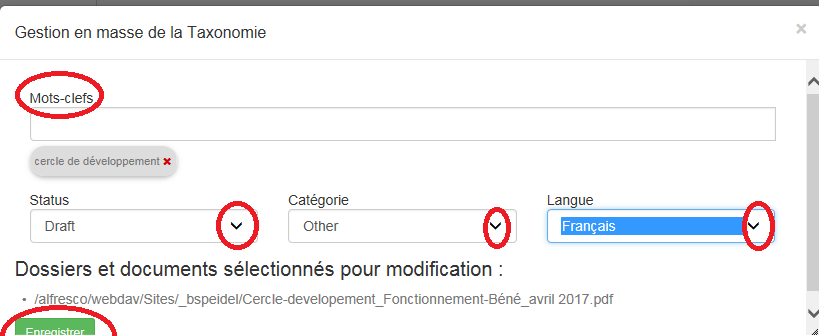 Gestion en masse de la Taxonomie ×
Mots-clefs
cercle de développement ✖
Status Catégorie Langue
Draft Other Français
Dossiers et documents sélectionnés pour modification :
• /alfresco/webdav/Sites/_bspeidel/Cercle-developement_Fonctionnement-Béné_avril 2017.pdf
Enregistrer